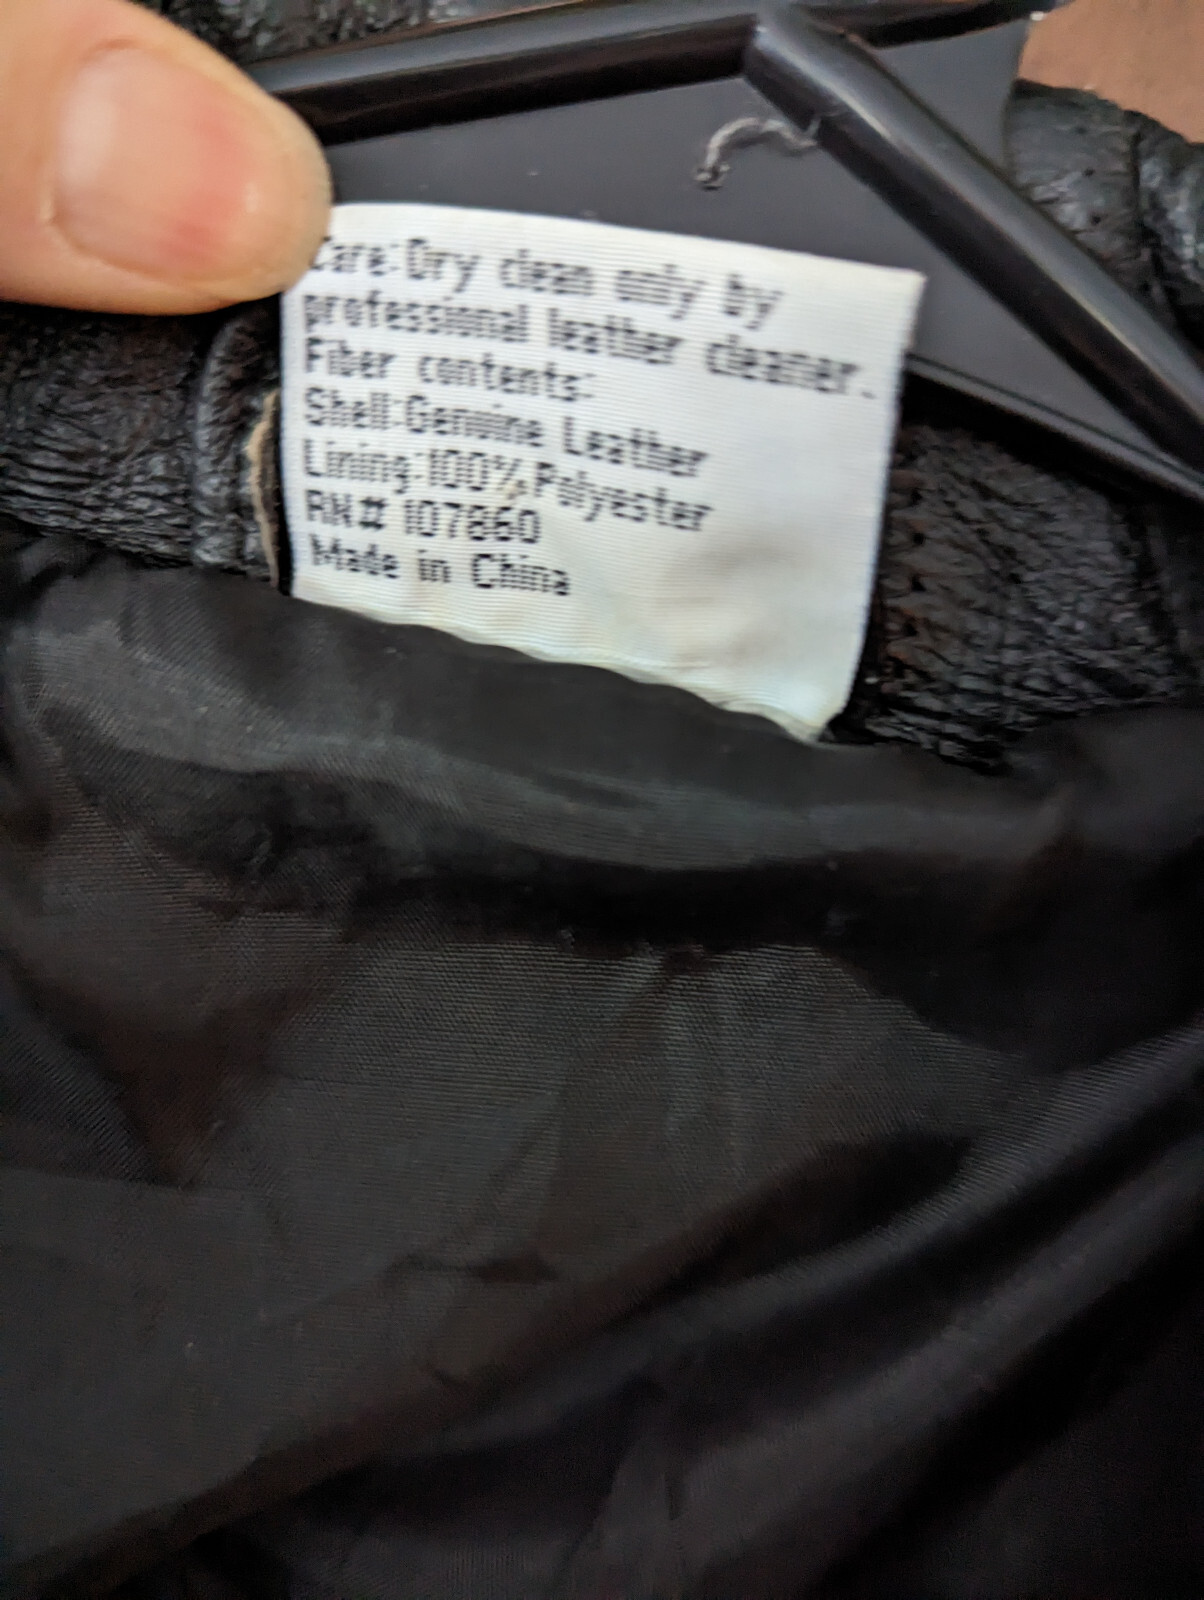 Care: Dry clean only by
professional leather cleaner.
Fiber contents:
Shell:Genuine Leather
Lining:100%Polyester
RN# 107860
Made in China